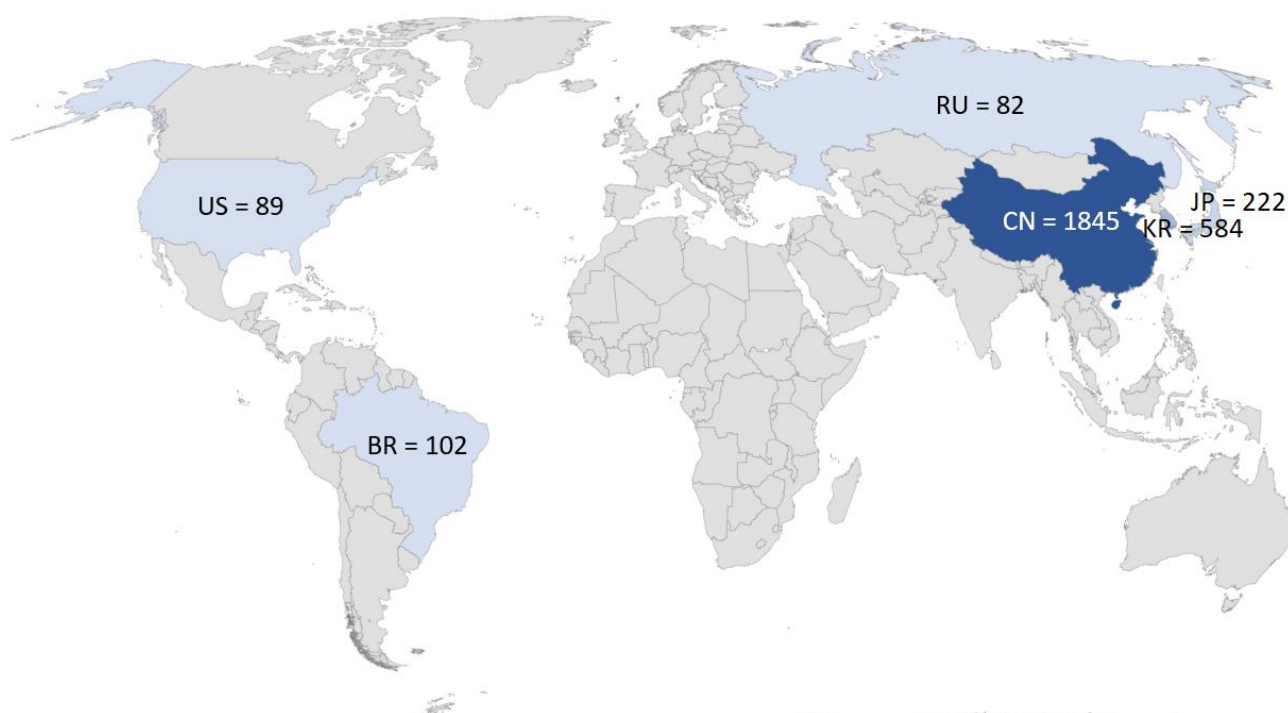 RU = 82
US = 89
JP = 222
CN = 1845
KR = 584
BR = 102